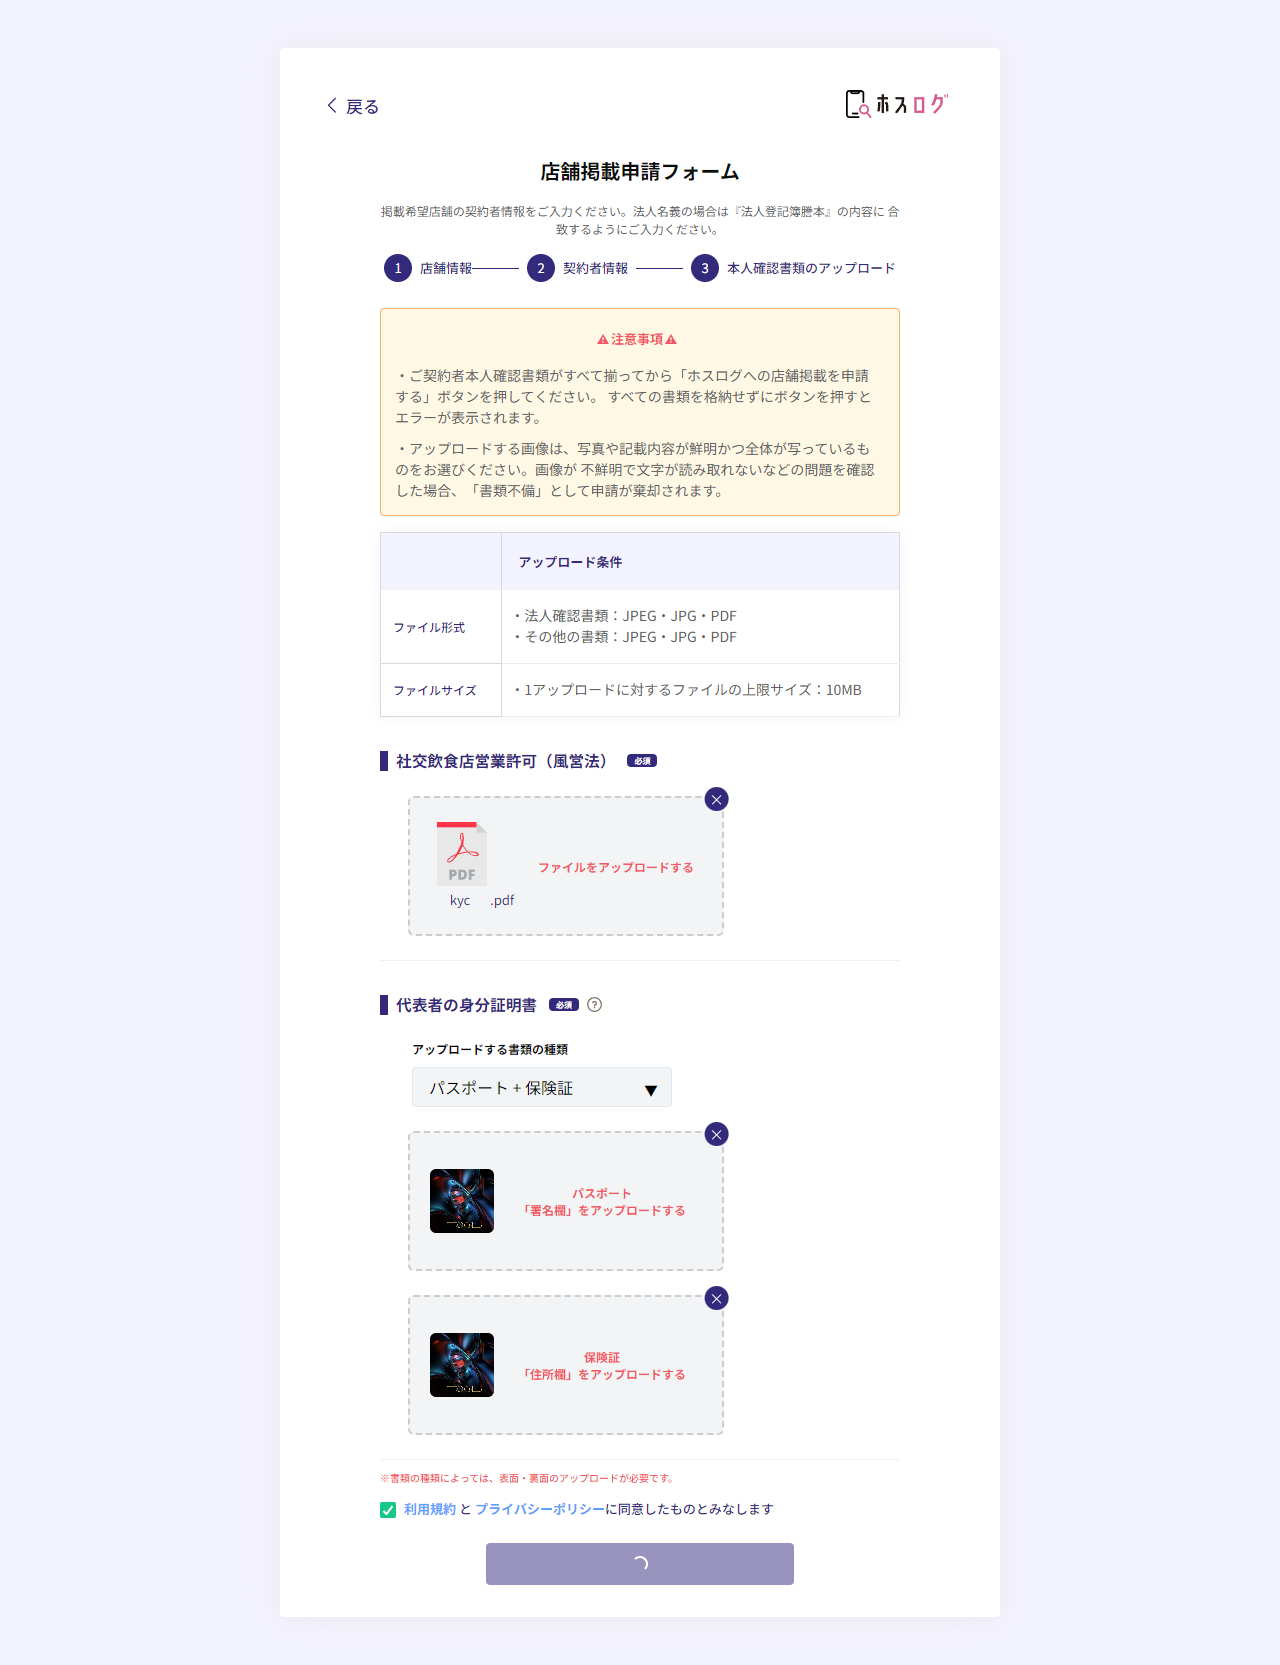 戻る
ホスログ
店舗掲載申請フォーム
掲載希望店舗の契約者情報をご入力ください。法人名義の場合は『法人登記簿謄本』の内容に 合
致するようにご入力ください。
1 店舗情報 2 契約者情報 3 本人確認書類のアップロード
注意事項
・ご契約者本人確認書類がすべて揃ってから「ホスログへの店舗掲載を申請
する」ボタンを押してください。 すべての書類を格納せずにボタンを押すと
エラーが表示されます。
・アップロードする画像は、写真や記載内容が鮮明かつ全体が写っているも
のをお選びください。画像が 不鮮明で文字が読み取れないなどの問題を確認
した場合、「書類不備」として申請が棄却されます。
アップロード条件
ファイル形式
・法人確認書類：JPEG・JPG・PDF
・その他の書類：JPEG・JPG・PDF
ファイルサイズ
・1アップロードに対するファイルの上限サイズ：10MB
社交飲食店営業許可（風営法） 必須
PDF
kyc .pdf
ファイルをアップロードする
代表者の身分証明書 必須 ?
アップロードする書類の種類
パスポート + 保険証
パスポート
「署名欄」をアップロードする
保険証
「住所欄」をアップロードする
※書類の種類によっては、表面・裏面のアップロードが必要です。
利用規約 と プライバシーポリシーに同意したものとみなします